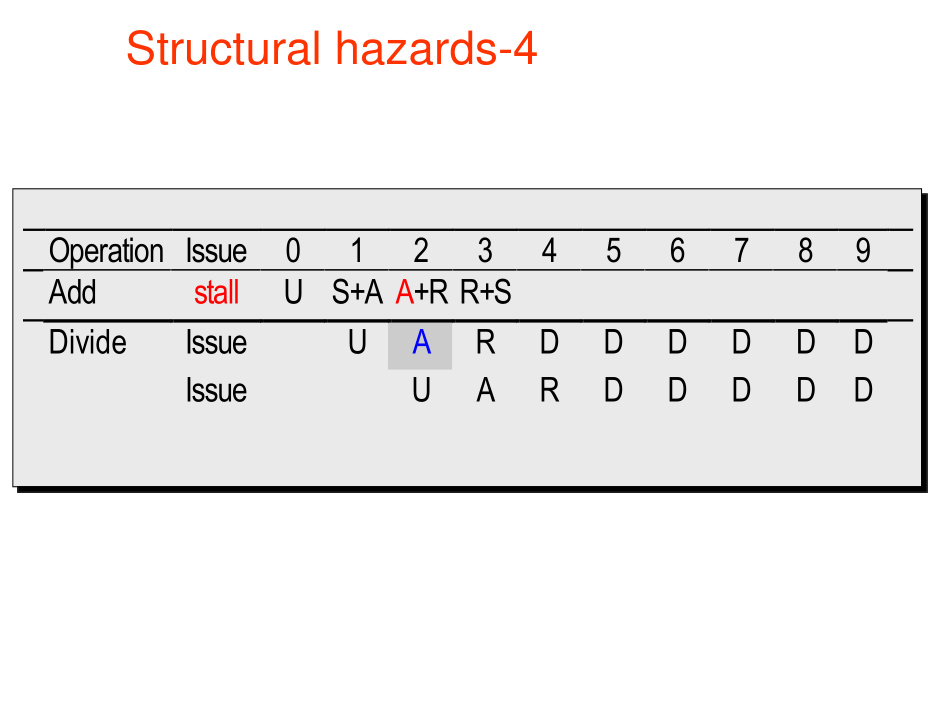 Structural hazards-4
Operation Issue 0 1 2 3 4 5 6 7 8 9
Add stall U S+A A+R R+S
Divide Issue U A R D D D D D D
Issue U A R D D D D D